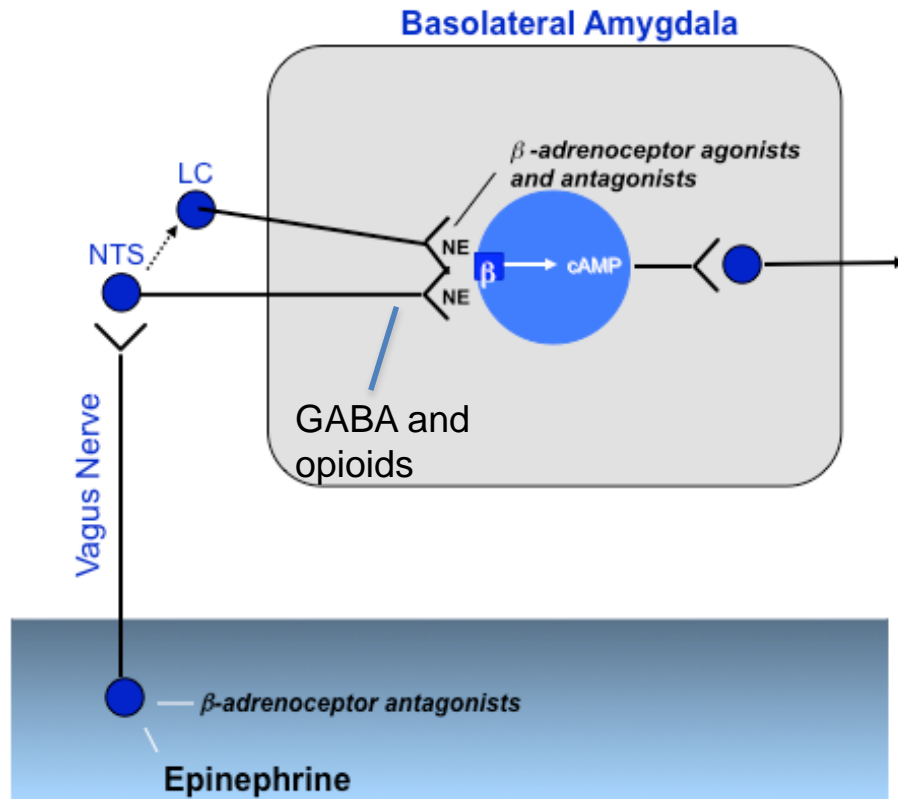 Basolateral Amygdala
β -adrenoceptor agonists
and antagonists
LC
NTS
NE
β
cAMP
NE
GABA and
opioids
Vagus Nerve
β-adrenoceptor antagonists
Epinephrine